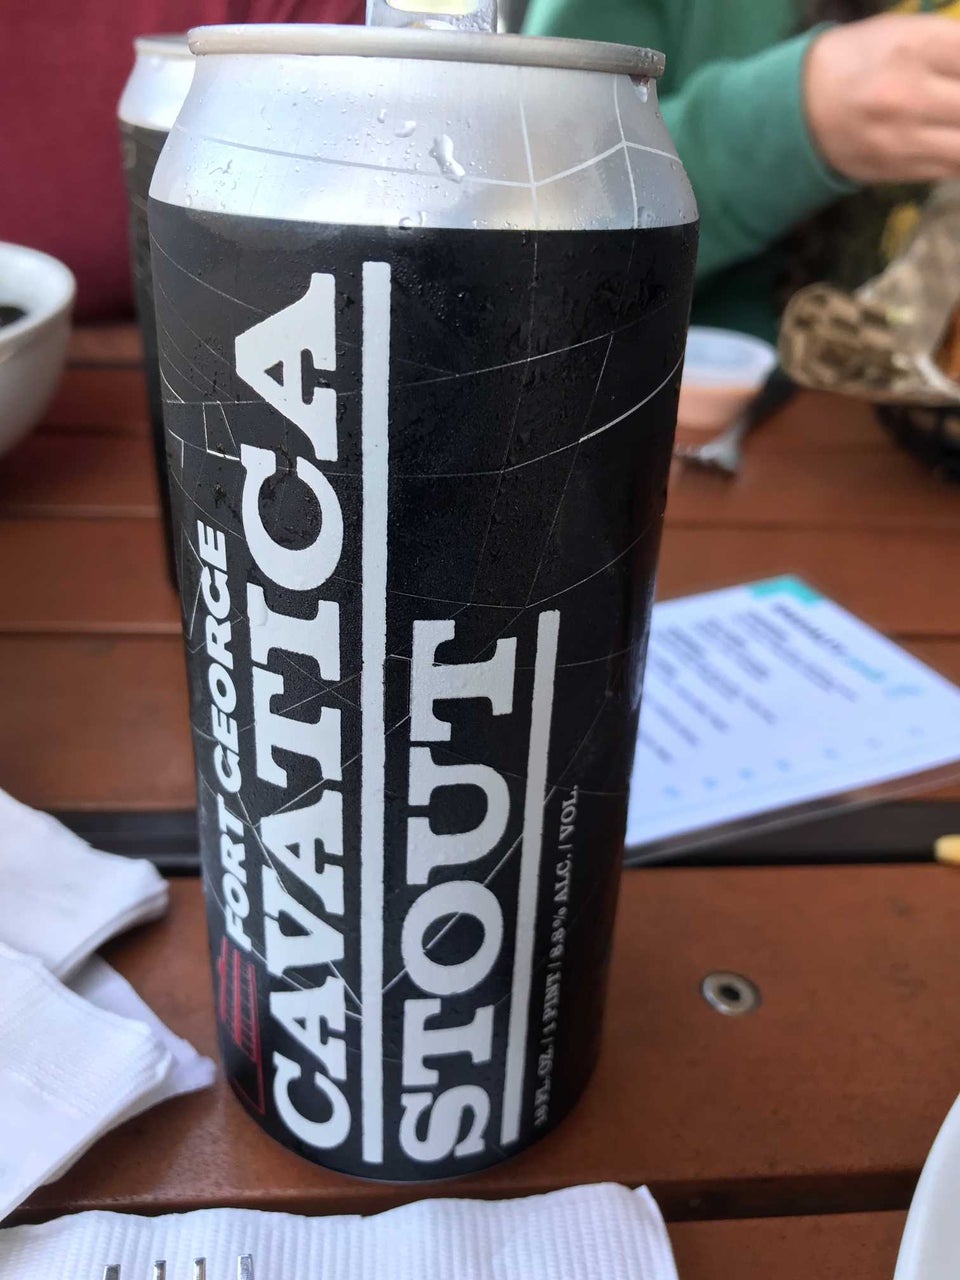 FORT GEORGE
CAVATICA
STOUT
16 FL. OZ. / 1 PINT / 8.8% ALC. / VOL.